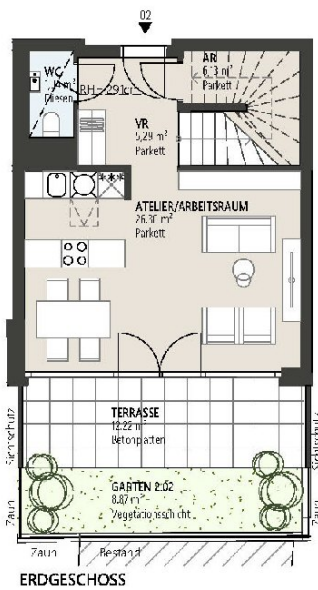 02
AR
6,13 m²
Parkett
WC
Fliesen
RH=291cm
VR
5,29 m²
Parkett
ATELIER/ARBEITSRAUM
26,30 m²
Parkett
TERRASSE
12,22 m²
Betonplatten
Sichtschutz
Sichtschutz
GARTEN 2.02
8,87 m²
Vegetationsschicht
Zaun
Zaun
Zaun
Bestand
ERDGESCHOSS